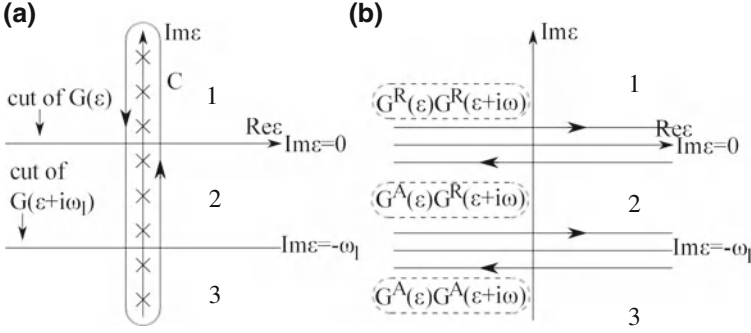 (a)
Imε
C
1
cut of G(ε)
Reε
Imε=0
cut of
G(ε+iω_l)
2
Imε=-ω_l
3
(b)
Imε
1
G^R(ε)G^R(ε+iω)
Reε
Imε=0
G^A(ε)G^R(ε+iω)
2
Imε=-ω_l
G^A(ε)G^A(ε+iω)
3